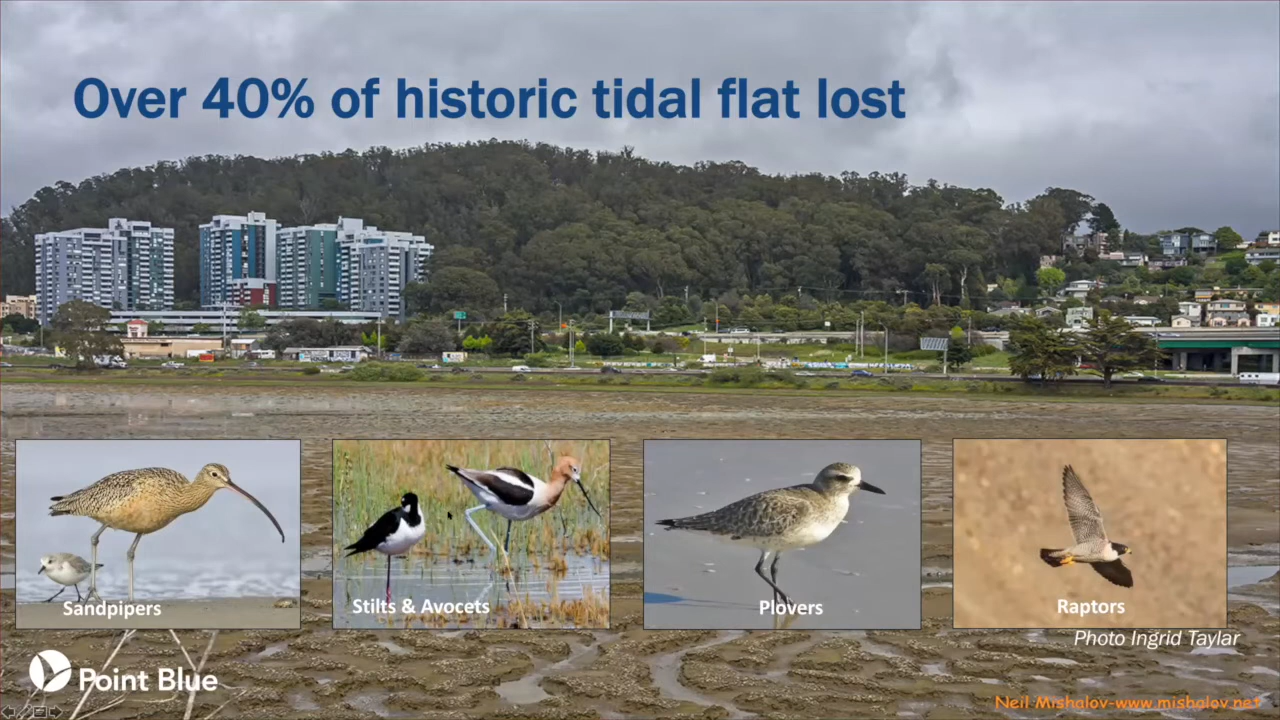 Over 40% of historic tidal flat lost
Sandpipers
Stilts & Avocets
Plovers
Raptors
Photo Ingrid Taylar
Point Blue
Neil Mishalov-www.mishalov.net